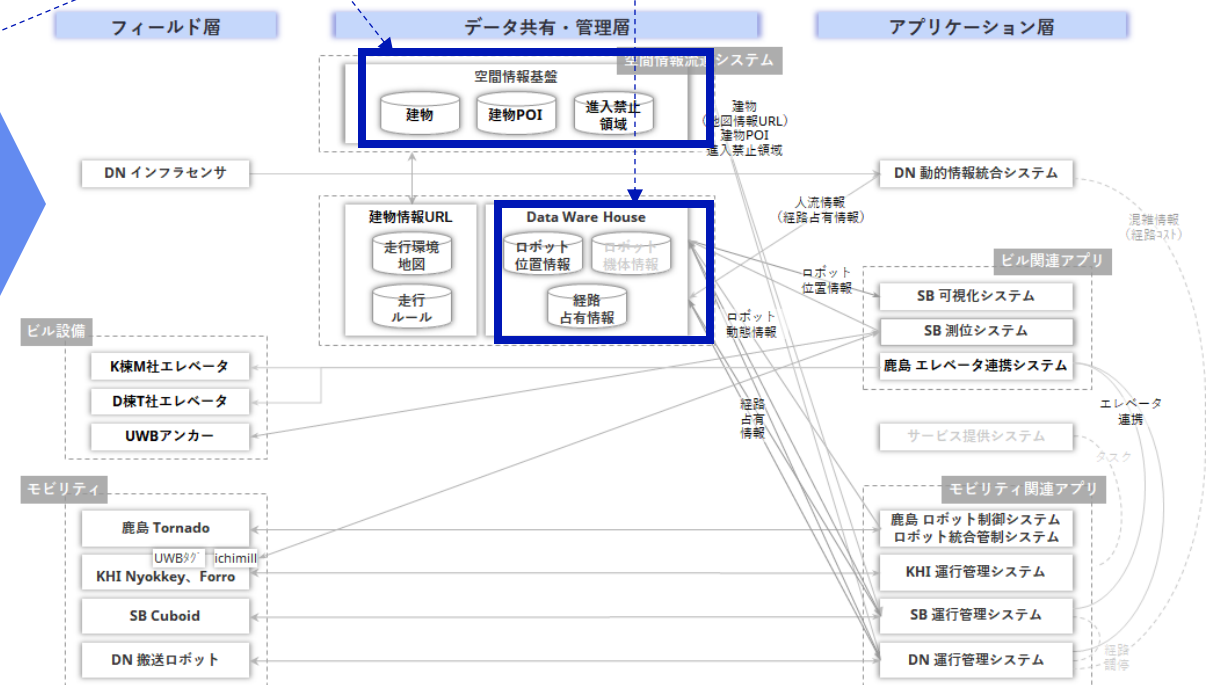 フィールド層
データ共有・管理層
アプリケーション層
空間情報流通システム
空間情報基盤
建物
建物POI
進入禁止
領域
建物
（地図情報URL）
建物POI
進入禁止領域
DN インフラセンサ
DN 動的情報統合システム
人流情報
（経路占有情報）
混雑情報
（経路ｺｽﾄ）
建物情報URL
走行環境
地図
走行
ルール
Data Ware House
ロボット
位置情報
ロボット
機体情報
経路
占有情報
ロボット
位置情報
ロボット
動態情報
ビル関連アプリ
SB 可視化システム
SB 測位システム
鹿島 エレベータ連携システム
ビル設備
K棟M社エレベータ
D棟T社エレベータ
UWBアンカー
経路
占有
情報
エレベータ
連携
サービス提供システム
タスク
モビリティ
鹿島 Tornado
UWBﾀｸﾞ
ichimill
KHI Nyokkey、Forro
SB Cuboid
DN 搬送ロボット
モビリティ関連アプリ
鹿島 ロボット制御システム
ロボット統合管制システム
KHI 運行管理システム
SB 運行管理システム
DN 運行管理システム
経路
調停